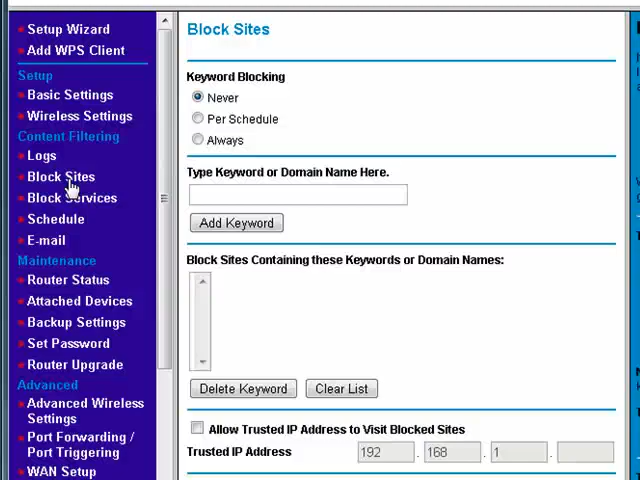 Setup Wizard
Add WPS Client
Setup
Basic Settings
Wireless Settings
Content Filtering
Logs
Block Sites
Block Services
Schedule
E-mail
Maintenance
Router Status
Attached Devices
Backup Settings
Set Password
Router Upgrade
Advanced
Advanced Wireless
Settings
Port Forwarding /
Port Triggering
WAN Setup
Block Sites
Keyword Blocking
Never
Per Schedule
Always
Type Keyword or Domain Name Here.
Add Keyword
Block Sites Containing these Keywords or Domain Names:
Delete Keyword Clear List
Allow Trusted IP Address to Visit Blocked Sites
Trusted IP Address 192 . 168 . 1 .